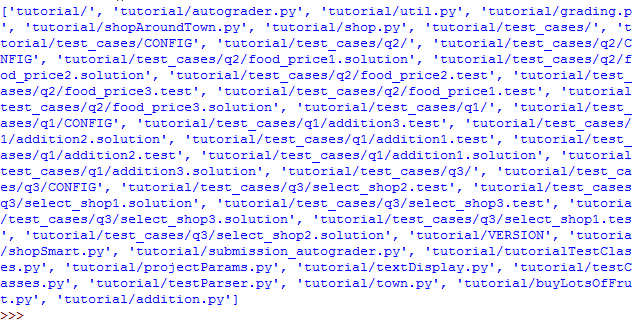 ['tutorial/', 'tutorial/autograder.py', 'tutorial/util.py', 'tutorial/grading.p
', 'tutorial/shopAroundTown.py', 'tutorial/shop.py', 'tutorial/test_cases/', 't
torial/test_cases/CONFIG', 'tutorial/test_cases/q2/', 'tutorial/test_cases/q2/C
NFIG', 'tutorial/test_cases/q2/food_price1.solution', 'tutorial/test_cases/q2/f
od_price2.solution', 'tutorial/test_cases/q2/food_price2.test', 'tutorial/test_
cases/q2/food_price3.test', 'tutorial/test_cases/q2/food_price1.test', 'tutorial
test_cases/q2/food_price3.solution', 'tutorial/test_cases/q1/', 'tutorial/test_
ases/q1/CONFIG', 'tutorial/test_cases/q1/addition3.test', 'tutorial/test_cases/
1/addition2.solution', 'tutorial/test_cases/q1/addition1.test', 'tutorial/test_
ases/q1/addition2.test', 'tutorial/test_cases/q1/addition1.solution', 'tutorial
test_cases/q1/addition3.solution', 'tutorial/test_cases/q3/', 'tutorial/test_ca
es/q3/CONFIG', 'tutorial/test_cases/q3/select_shop2.test', 'tutorial/test_cases
q3/select_shop1.solution', 'tutorial/test_cases/q3/select_shop3.test', 'tutoria
/test_cases/q3/select_shop3.solution', 'tutorial/test_cases/q3/select_shop1.tes
', 'tutorial/test_cases/q3/select_shop2.solution', 'tutorial/VERSION', 'tutoria
/shopSmart.py', 'tutorial/submission_autograder.py', 'tutorial/tutorialTestClas
es.py', 'tutorial/projectParams.py', 'tutorial/textDisplay.py', 'tutorial/testC
asses.py', 'tutorial/testParser.py', 'tutorial/town.py', 'tutorial/buyLotsOfFru
t.py', 'tutorial/addition.py']
>>>